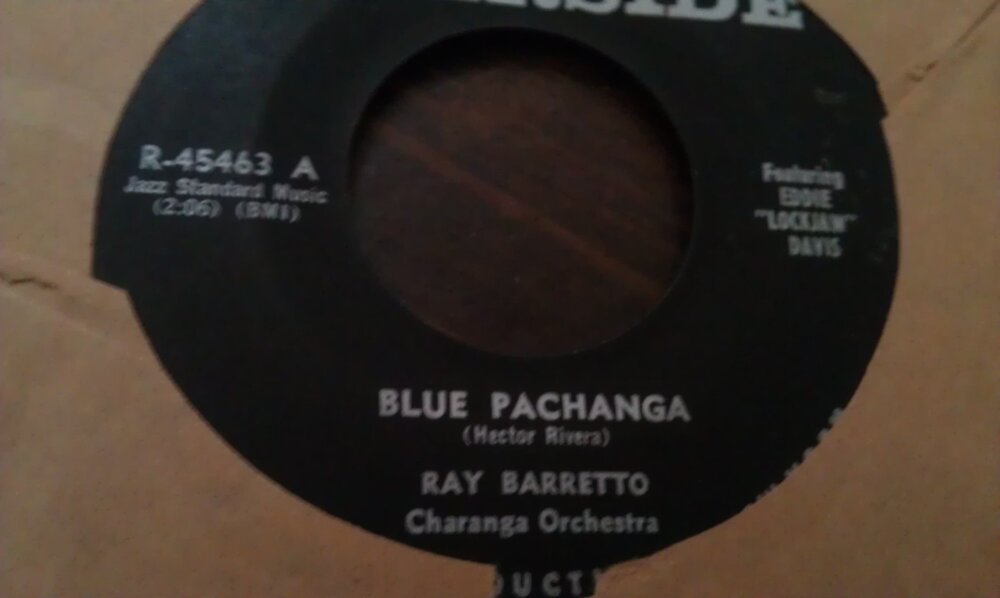 R-45463 A
Jazz Standard Music
(2:06) (BMI)
Featuring
EDDIE
"LOCKJAW"
DAVIS
BLUE PACHANGA
(Hector Rivera)
RAY BARRETTO
Charanga Orchestra